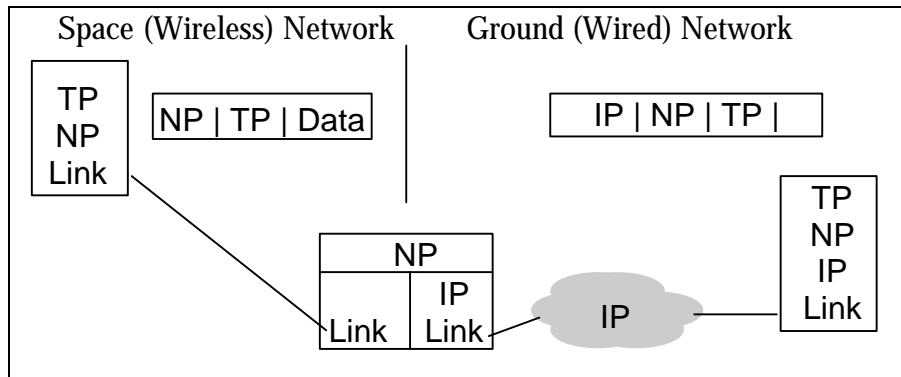 Space (Wireless) Network
Ground (Wired) Network
TP
NP
Link
NP | TP | Data
IP | NP | TP |
NP
Link
IP
Link
IP
TP
NP
IP
Link